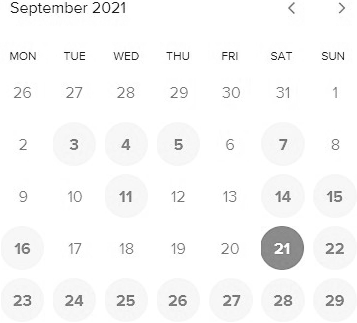 September 2021
MON TUE WED THU FRI SAT SUN
26 27 28 29 30 31 1
2 3 4 5 6 7 8
9 10 11 12 13 14 15
16 17 18 19 20 21 22
23 24 25 26 27 28 29